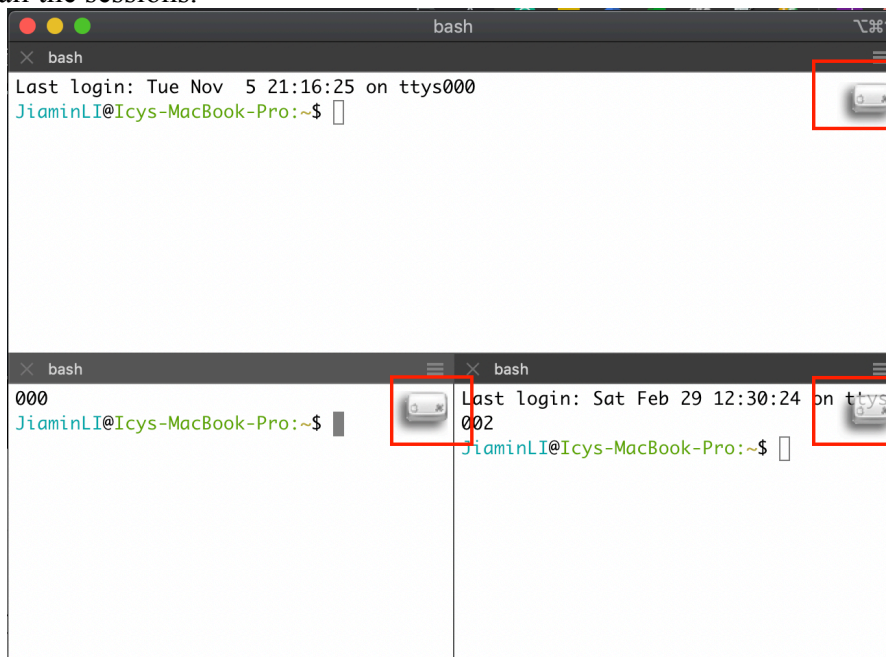 all the sessions.
bash
⌥⌘
bash
Last login: Tue Nov  5 21:16:25 on ttys000
JiaminLI@Icys-MacBook-Pro:~$
bash
000
JiaminLI@Icys-MacBook-Pro:~$
bash
Last login: Sat Feb 29 12:30:24 on ttys
002
JiaminLI@Icys-MacBook-Pro:~$